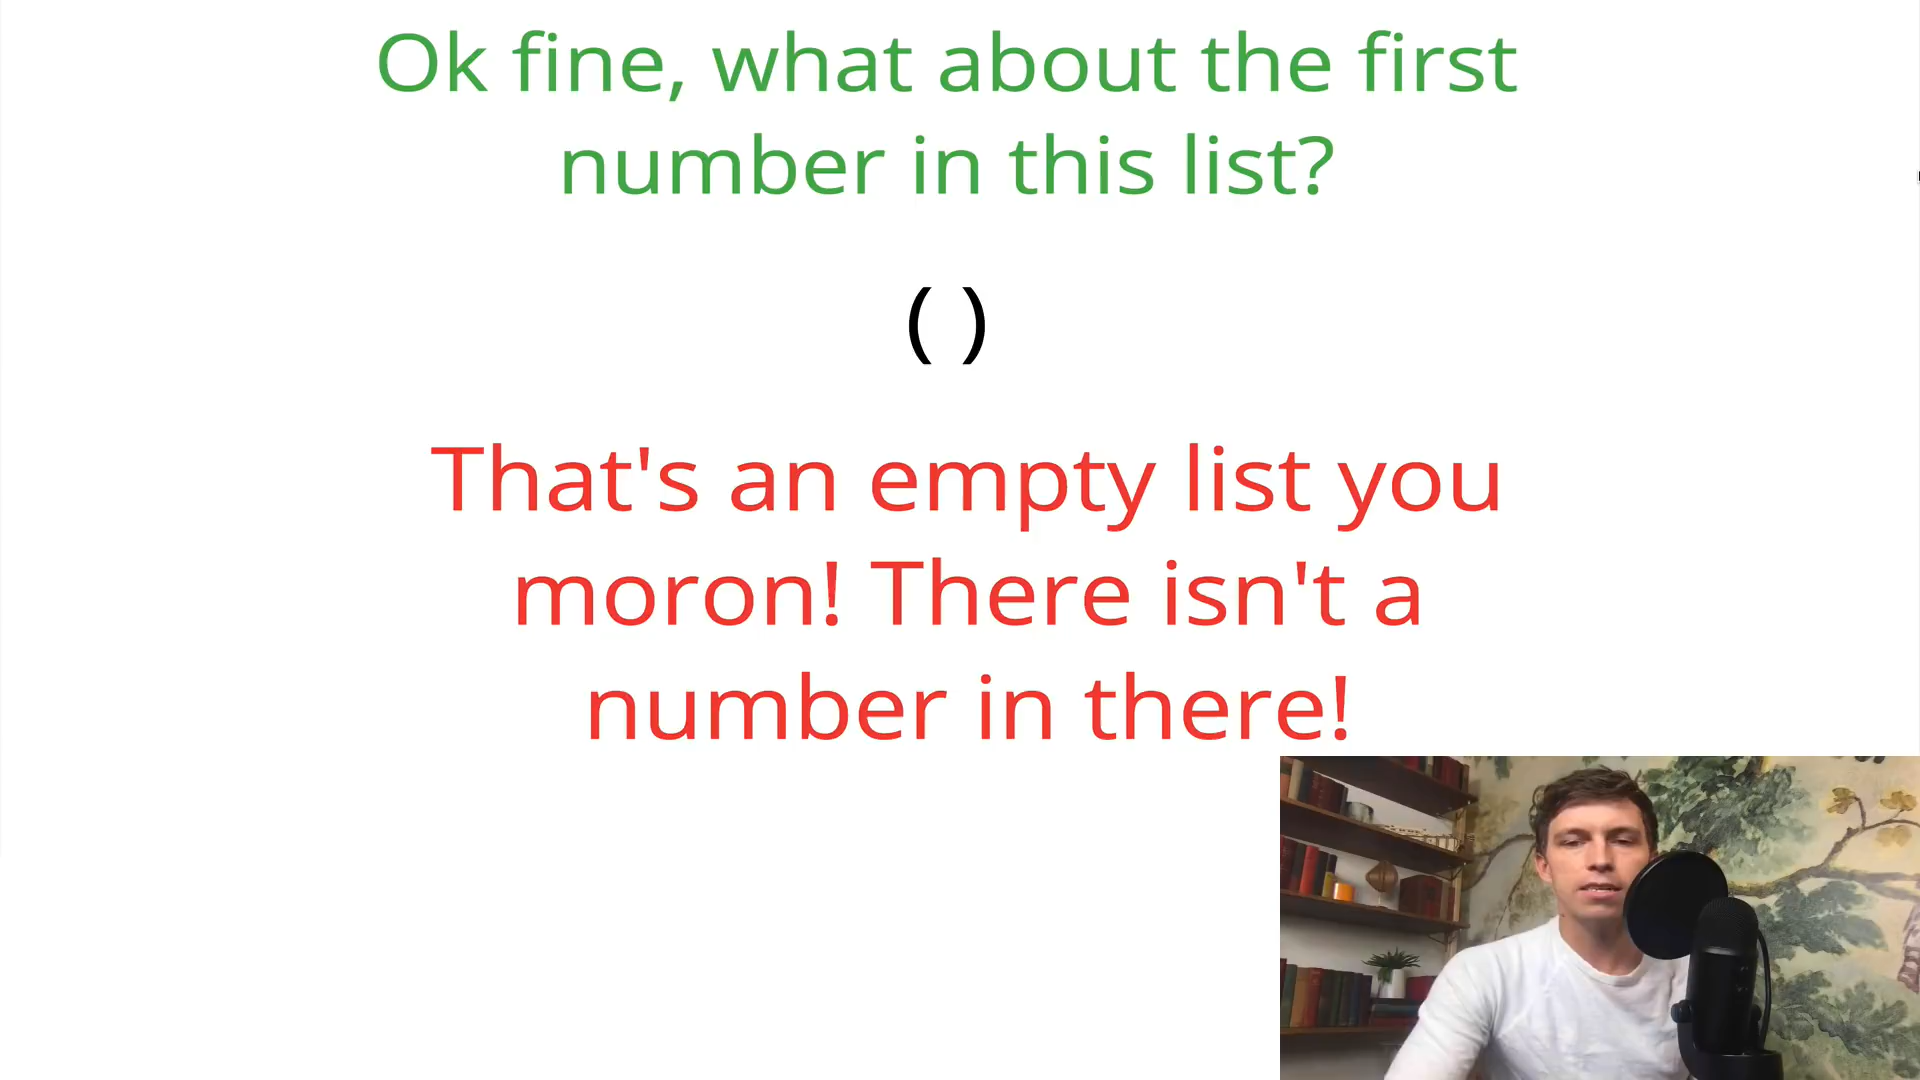 Ok fine, what about the first
number in this list?
( )
That's an empty list you
moron! There isn't a
number in there!